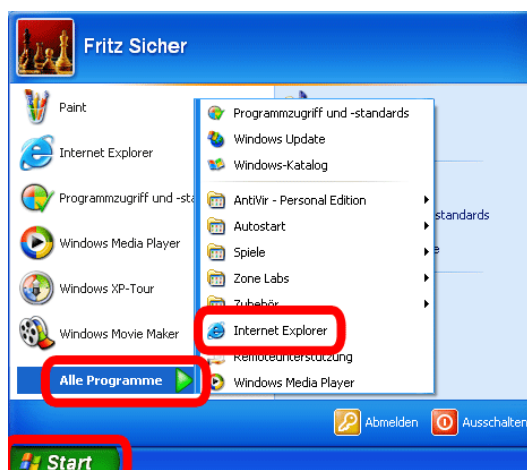 Fritz Sicher
Paint
Internet Explorer
Programmzugriff und -sta
Windows Media Player
Windows XP-Tour
Windows Movie Maker
Alle Programme
Programmzugriff und -standards
Windows Update
Windows-Katalog
AntiVir - Personal Edition
Autostart
Spiele
Zone Labs
Zubehör
Internet Explorer
Remoteunterstützung
Windows Media Player
standards
Abmelden
Ausschalten
Start